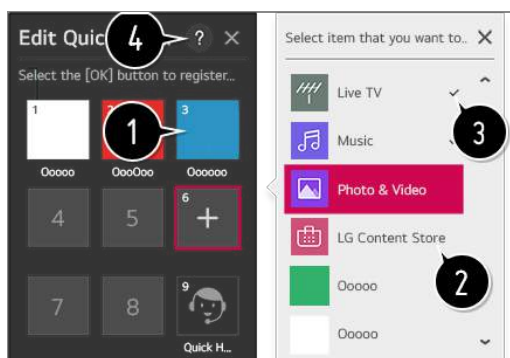 Edit Quic
4
?
Select the [OK] button to register...
1
3
1
Ooooo
OooOoo
Oooooo
4
5
6
+
7
8
9
Quick H...
Select item that you want to..
Live TV
3
Music
Photo & Video
LG Content Store
2
Ooooo
Ooooo